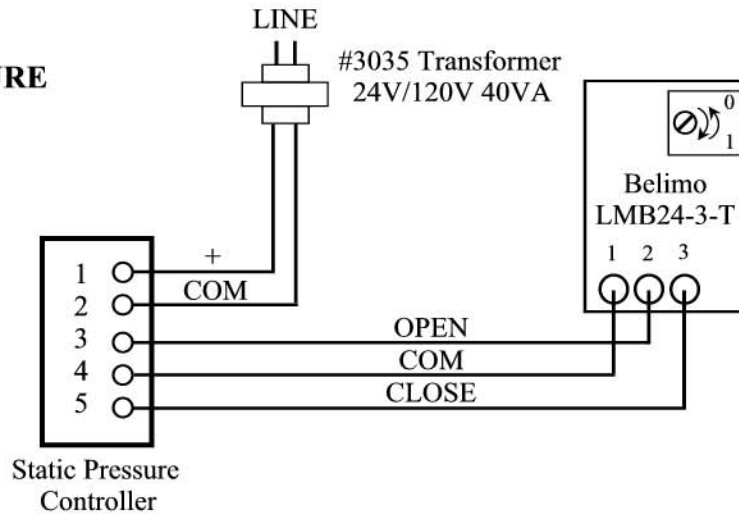 LINE
#3035 Transformer
24V/120V 40VA
0
1
Belimo
LMB24-3-T
1 2 3
1
2
3
4
5
+
COM
OPEN
COM
CLOSE
Static Pressure
Controller